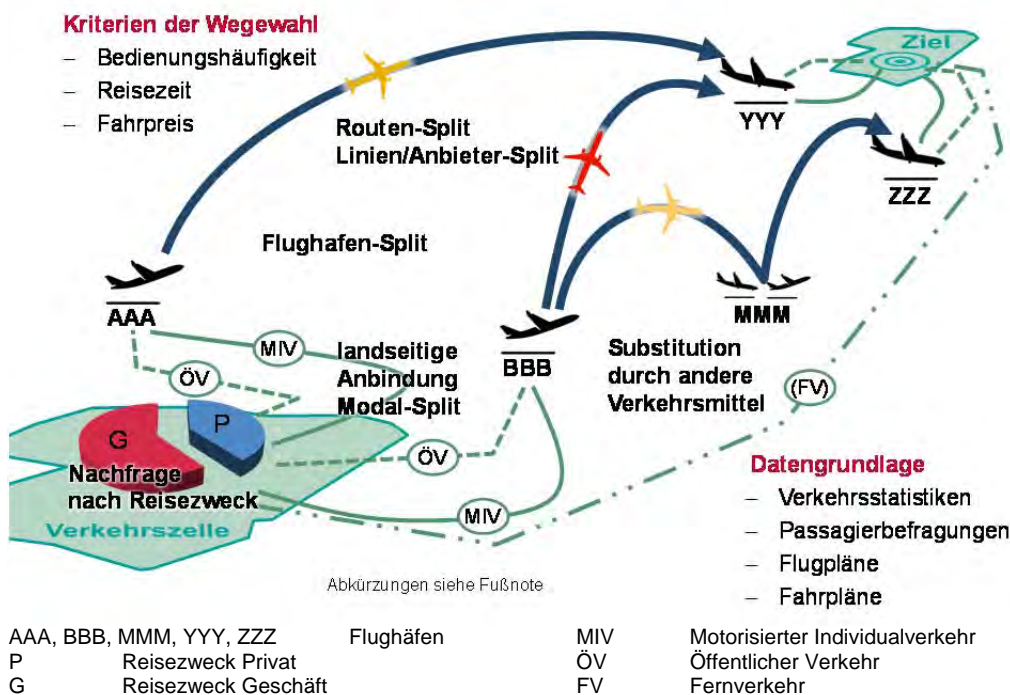 Kriterien der Wegewahl
– Bedienungshäufigkeit
– Reisezeit
– Fahrpreis
Ziel
YYY
Routen-Split
Linien/Anbieter-Split
ZZZ
Flughafen-Split
AAA
MMM
BBB
MIV
landseitige
Anbindung
Modal-Split
Substitution
durch andere
Verkehrsmittel
(FV)
ÖV
G
P
Nachfrage
nach Reisezweck
ÖV
MIV
Verkehrszelle
Datengrundlage
– Verkehrsstatistiken
– Passagierbefragungen
– Flugpläne
– Fahrpläne
Abkürzungen siehe Fußnote
AAA, BBB, MMM, YYY, ZZZ Flughäfen MIV Motorisierter Individualverkehr
P Reisezweck Privat ÖV Öffentlicher Verkehr
G Reisezweck Geschäft FV Fernverkehr